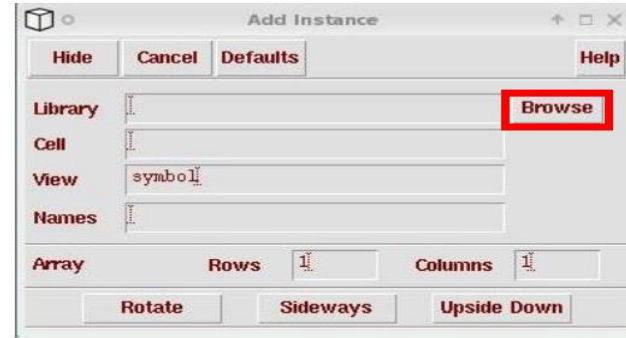 Add Instance
Hide Cancel Defaults Help
Library Browse
Cell
View symbol
Names
Array Rows 1 Columns 1
Rotate Sideways Upside Down